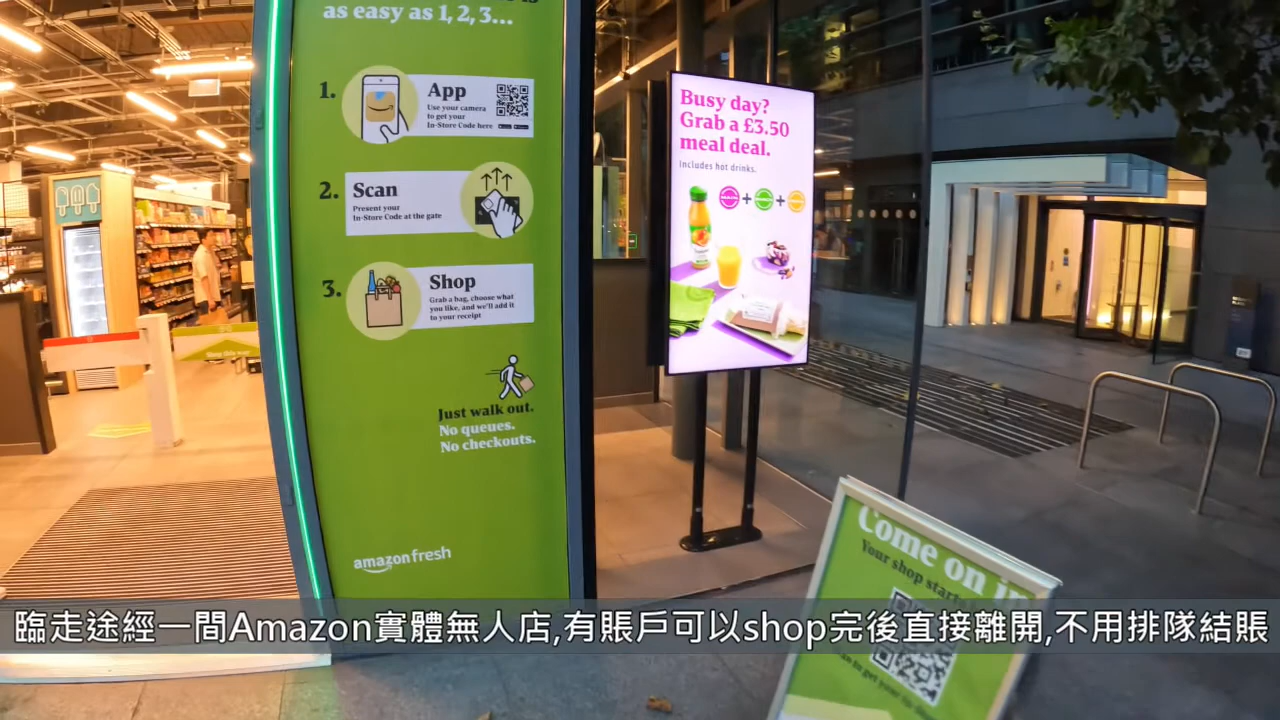 as easy as 1, 2, 3...
1.
App
Use your camera
to get your
In-Store Code here
2.
Scan
Present your
In-Store Code at the gate
3.
Shop
Grab a bag, choose what
you like, and we'll add it
to your receipt
Just walk out.
No queues.
No checkouts.
amazon fresh
Busy day?
Grab a £3.50
meal deal.
Includes hot drinks.
Come on in
Your shop starts
臨走途經一間Amazon實體無人店,有賬戶可以shop完後直接離開,不用排隊結賬